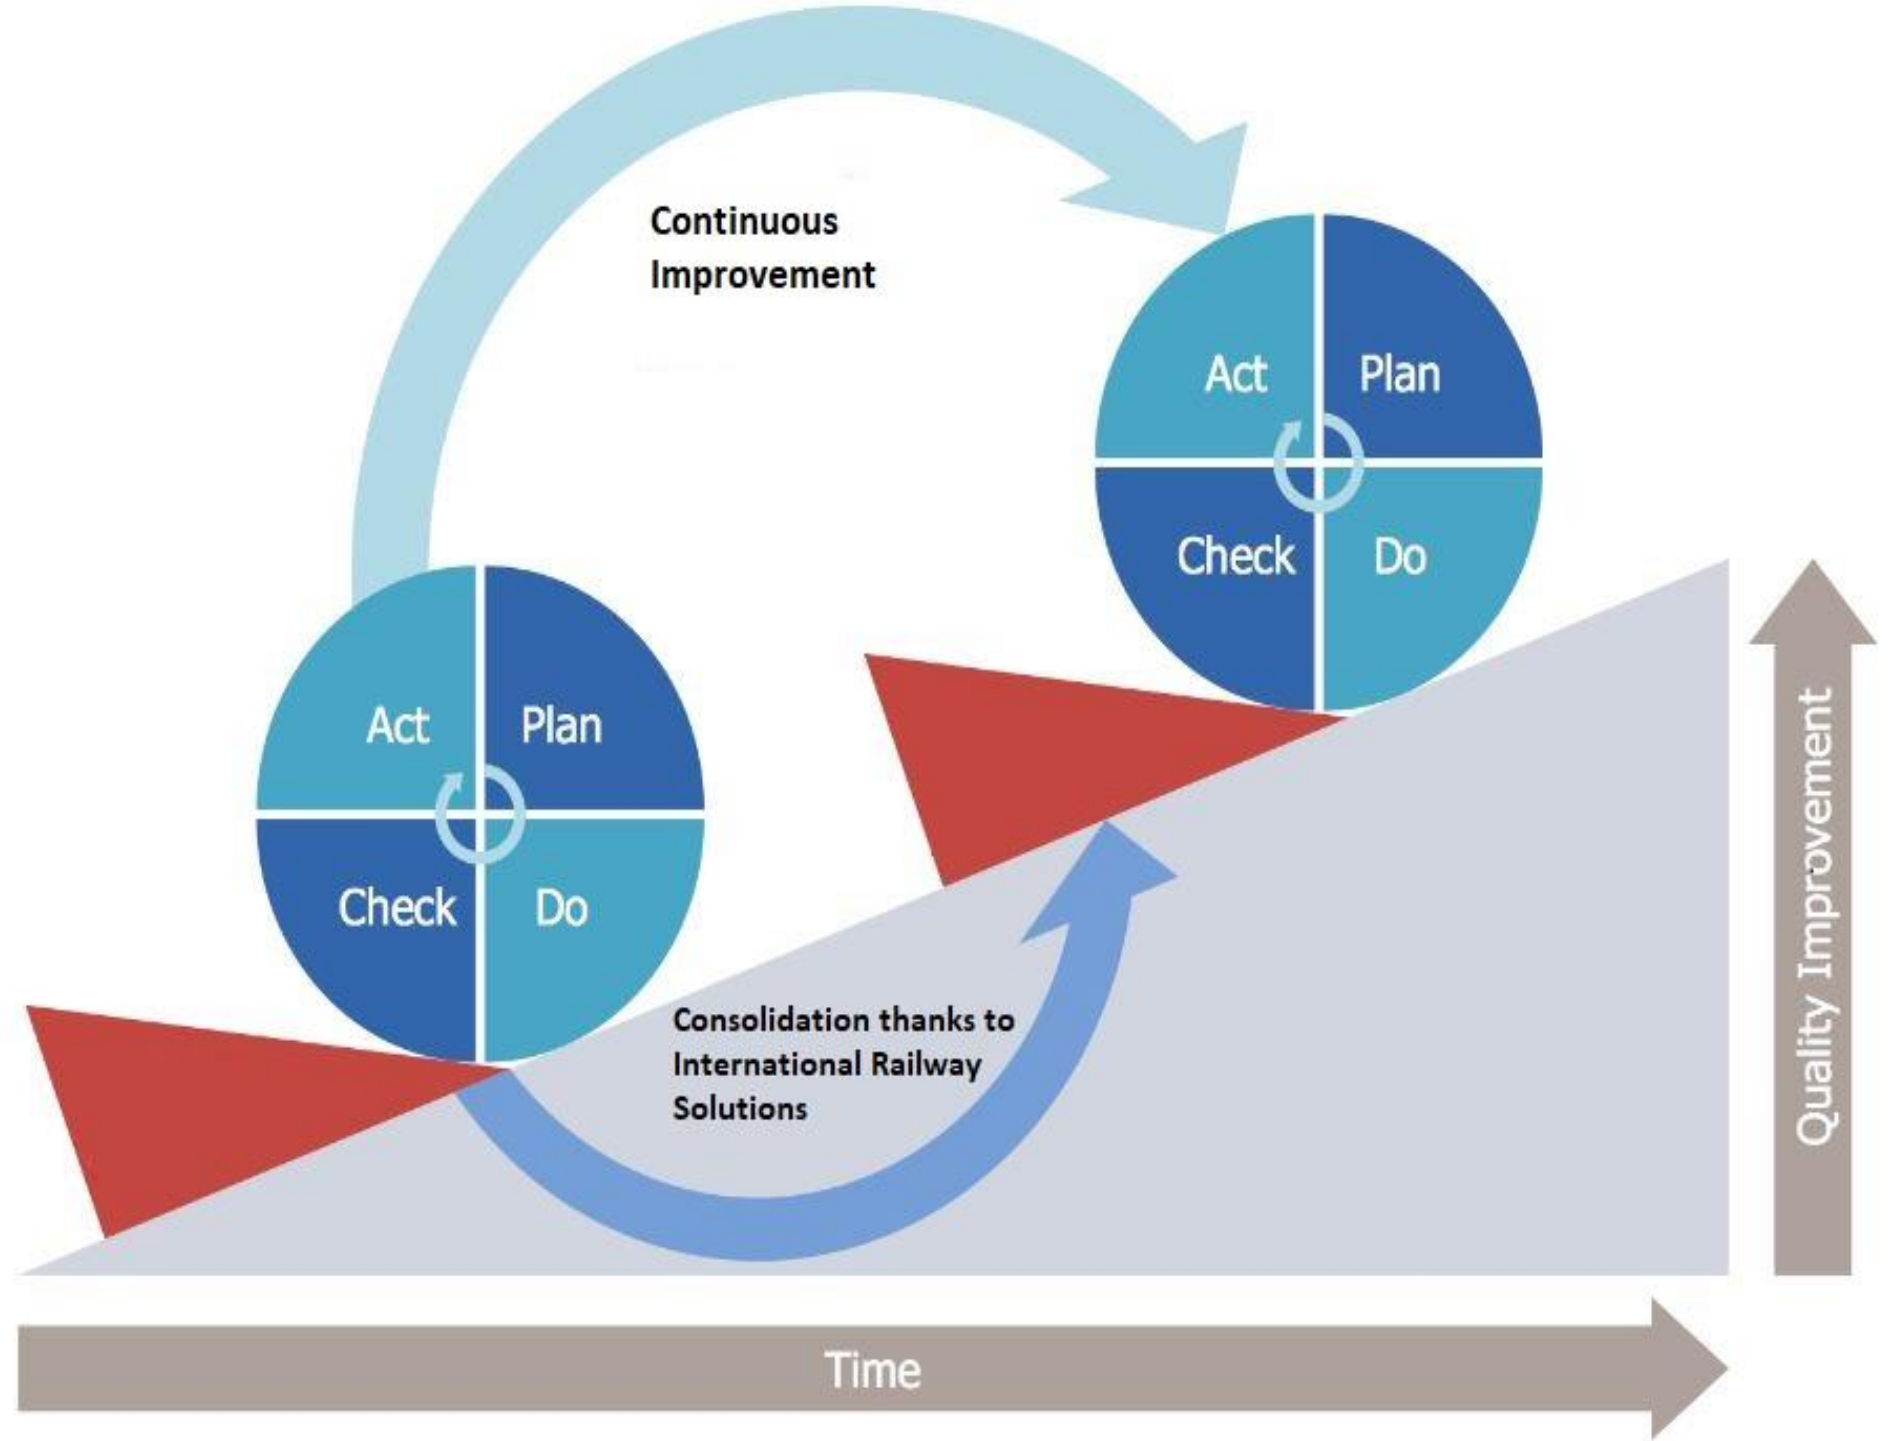 Continuous
Improvement
Act
Plan
Check
Do
Act
Plan
Check
Do
Consolidation thanks to
International Railway
Solutions
Quality Improvement
Time